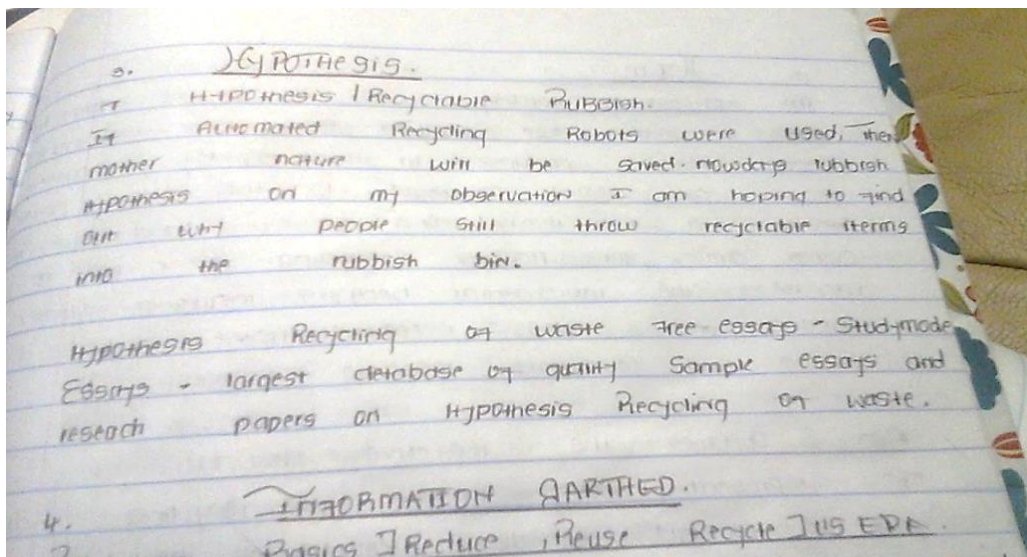 3. Hypothesis.
Hypothesis | Recyclable Rubbish.
If Automated Recycling Robots were used, then
mother nature will be saved. nowdays rubbish
Hypothesis on my observation I am hoping to find
out why people still throw recyclable iterms
into the rubbish bin.
Hypothesis Recycling of waste Free essays - Studymode
Essays - largest database of quality Sample essays and
reseach papers on Hypothesis Recycling of waste.
4. INFORMATION GARTHED.
Basics | Reduce, Reuse Recycle | US EPA.